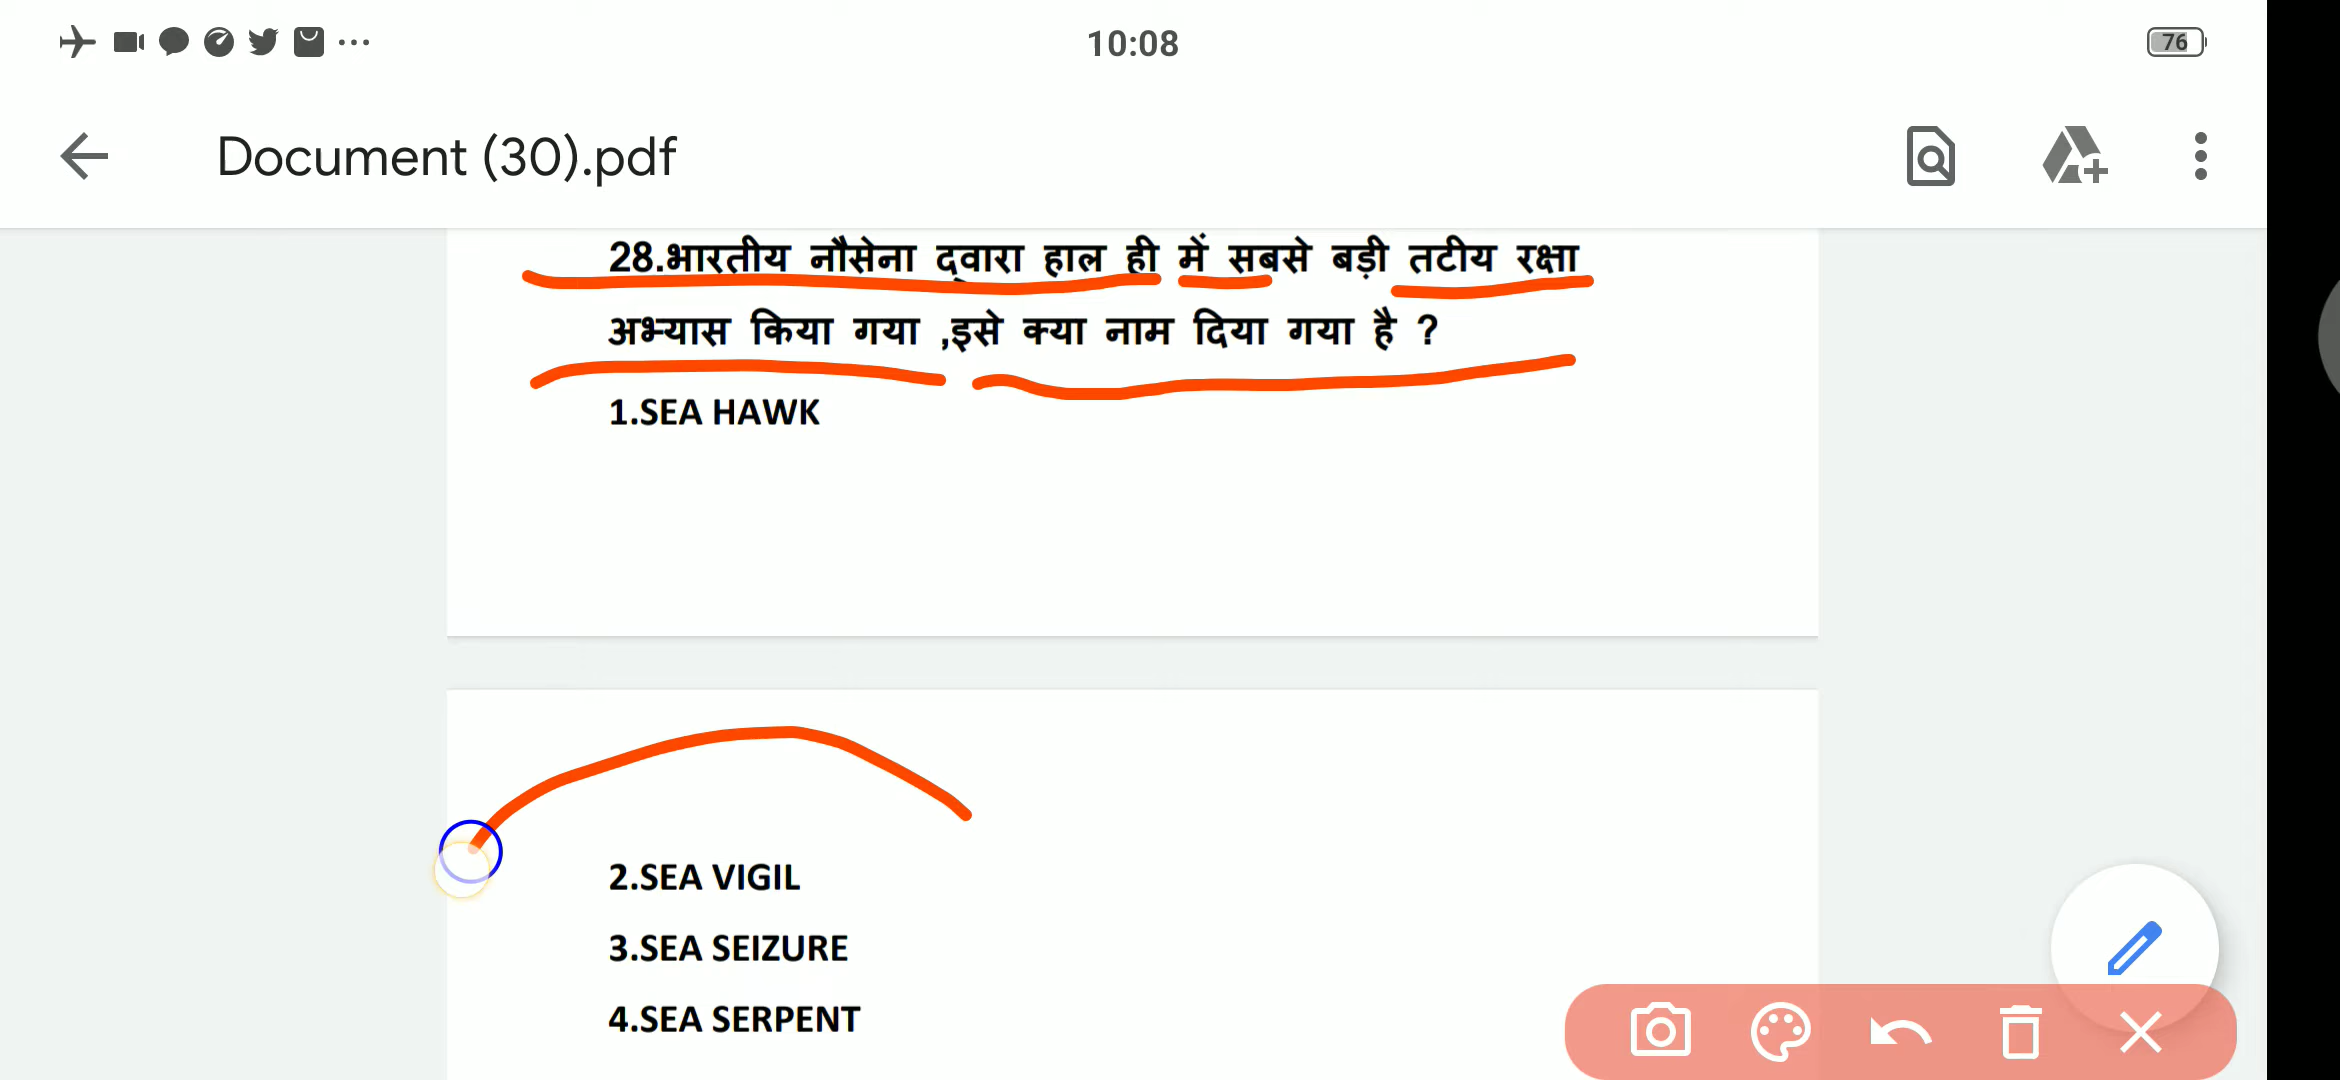 10:08
76
Document (30).pdf
28.भारतीय नौसेना द्वारा हाल ही में सबसे बड़ी तटीय रक्षा
अभ्यास किया गया ,इसे क्या नाम दिया गया है ?
1.SEA HAWK
2.SEA VIGIL
3.SEA SEIZURE
4.SEA SERPENT